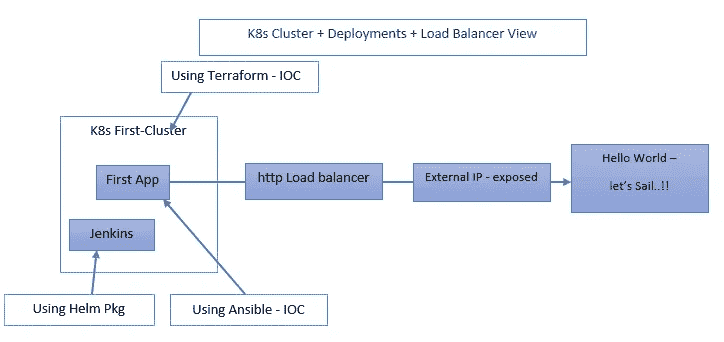 K8s Cluster + Deployments + Load Balancer View
Using Terraform - IOC
K8s First-Cluster
First App
http Load balancer
External IP - exposed
Hello World –
let's Sail..!!
Jenkins
Using Helm Pkg
Using Ansible - IOC